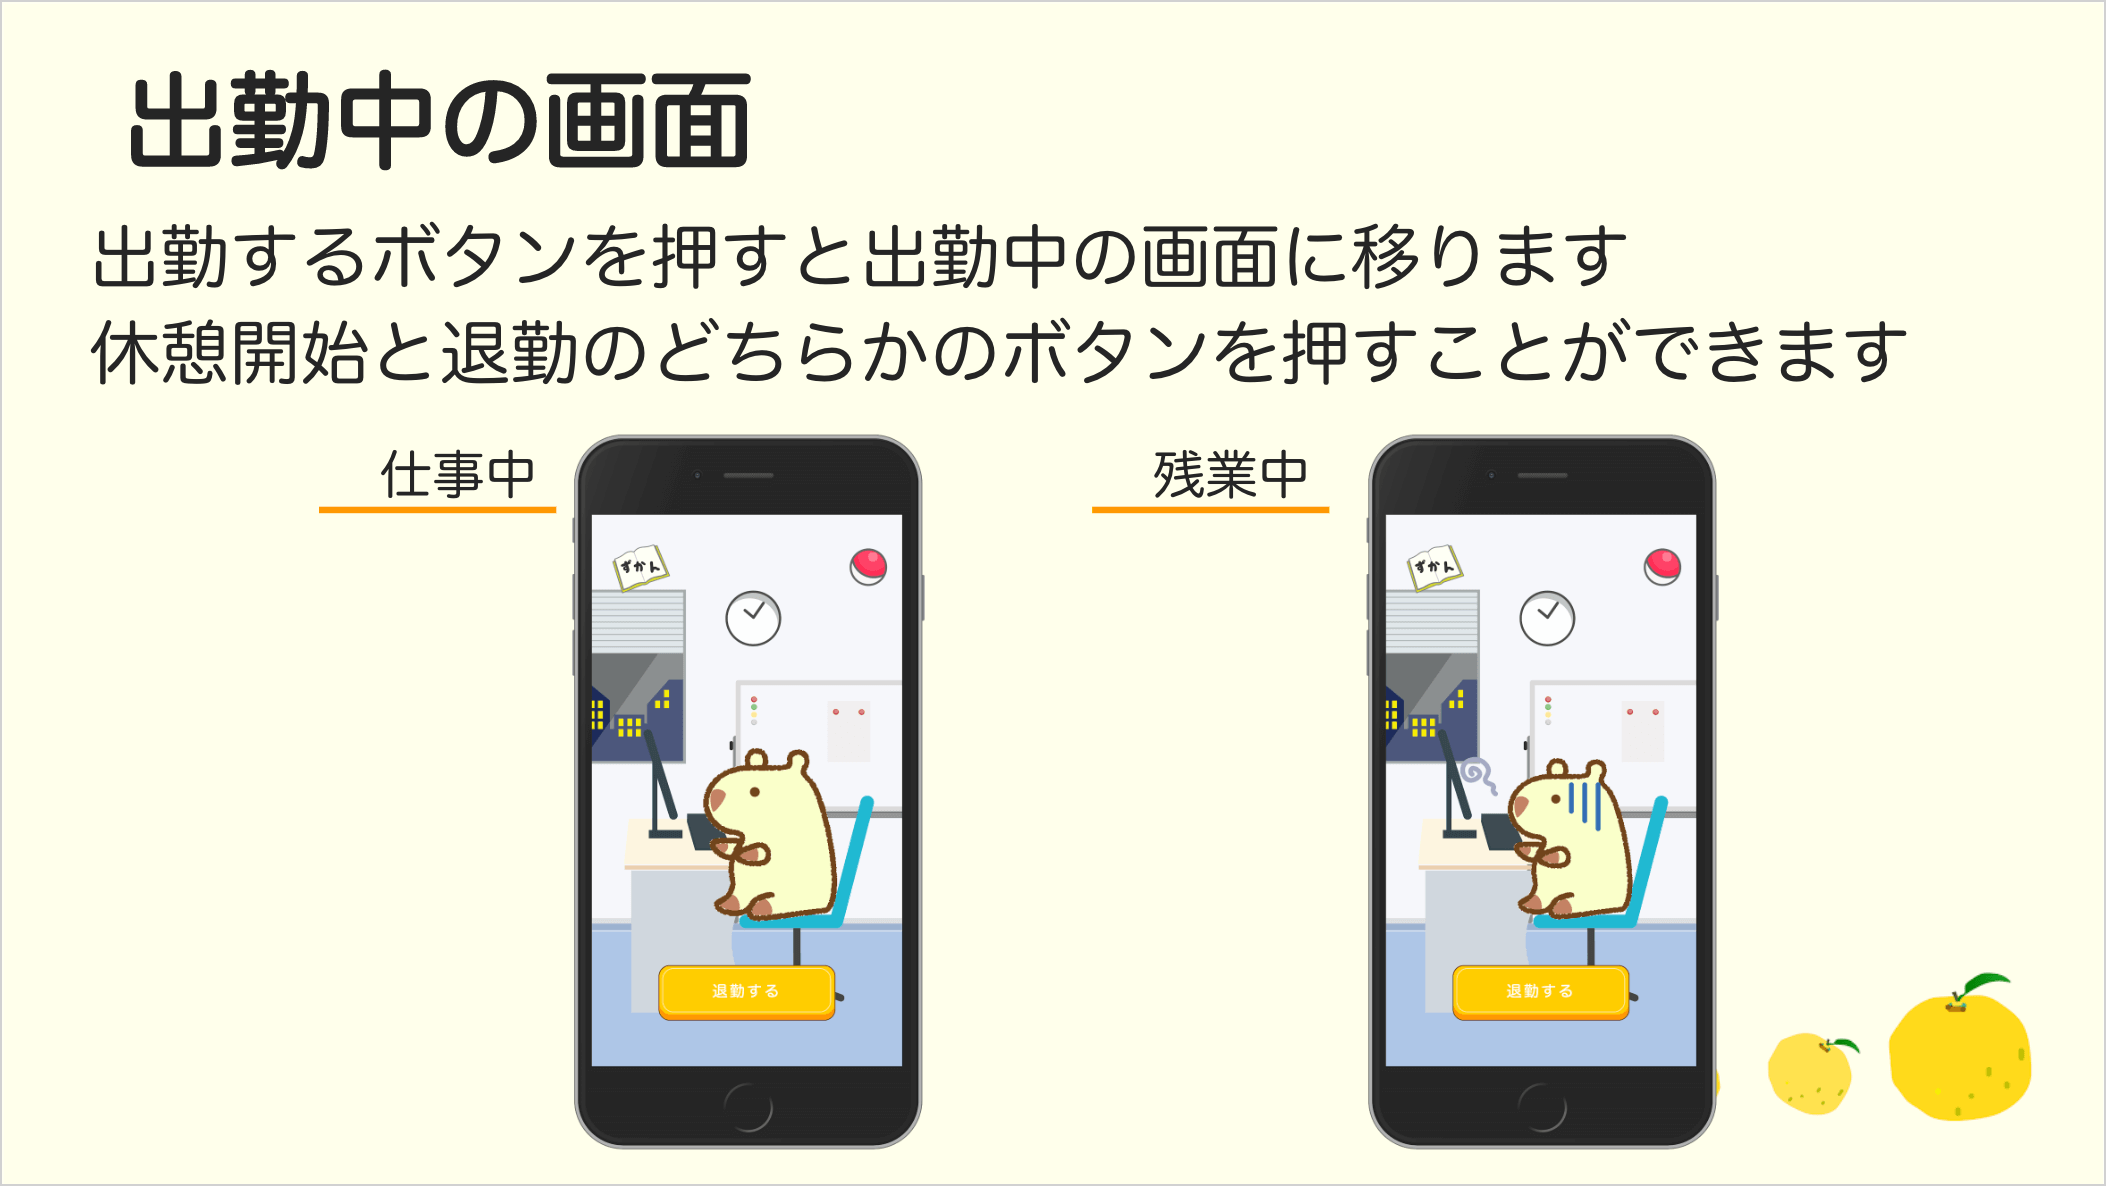 出勤中の画面
出勤するボタンを押すと出勤中の画面に移ります
休憩開始と退勤のどちらかのボタンを押すことができます
仕事中
残業中
ずかん
退勤する
ずかん
退勤する